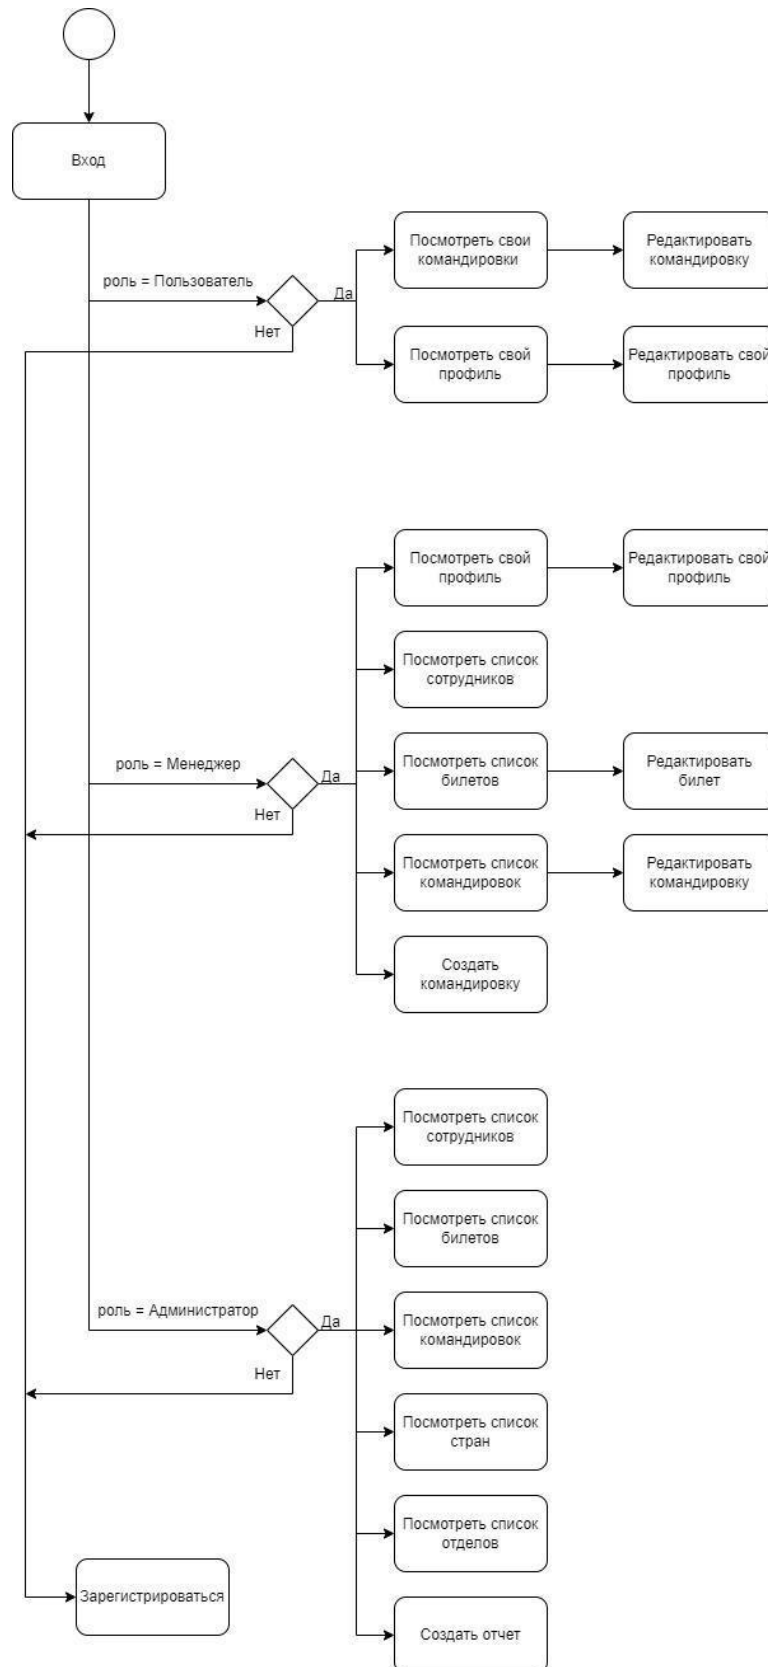 Вход
роль = Пользователь
Да
Нет
Посмотреть свои
командировки
Редактировать
командировку
Посмотреть свой
профиль
Редактировать свой
профиль
Посмотреть свой
профиль
Редактировать свой
профиль
Посмотреть список
сотрудников
роль = Менеджер
Да
Нет
Посмотреть список
билетов
Редактировать
билет
Посмотреть список
командировок
Редактировать
командировку
Создать
командировку
Посмотреть список
сотрудников
Посмотреть список
билетов
роль = Администратор
Да
Нет
Посмотреть список
командировок
Посмотреть список
стран
Посмотреть список
отделов
Зарегистрироваться
Создать отчет